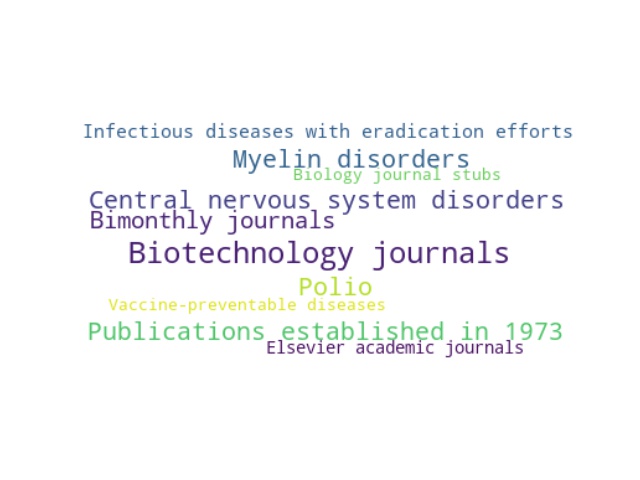 Infectious diseases with eradication efforts
Myelin disorders
Biology journal stubs
Central nervous system disorders
Bimonthly journals
Biotechnology journals
Polio
Vaccine-preventable diseases
Publications established in 1973
Elsevier academic journals